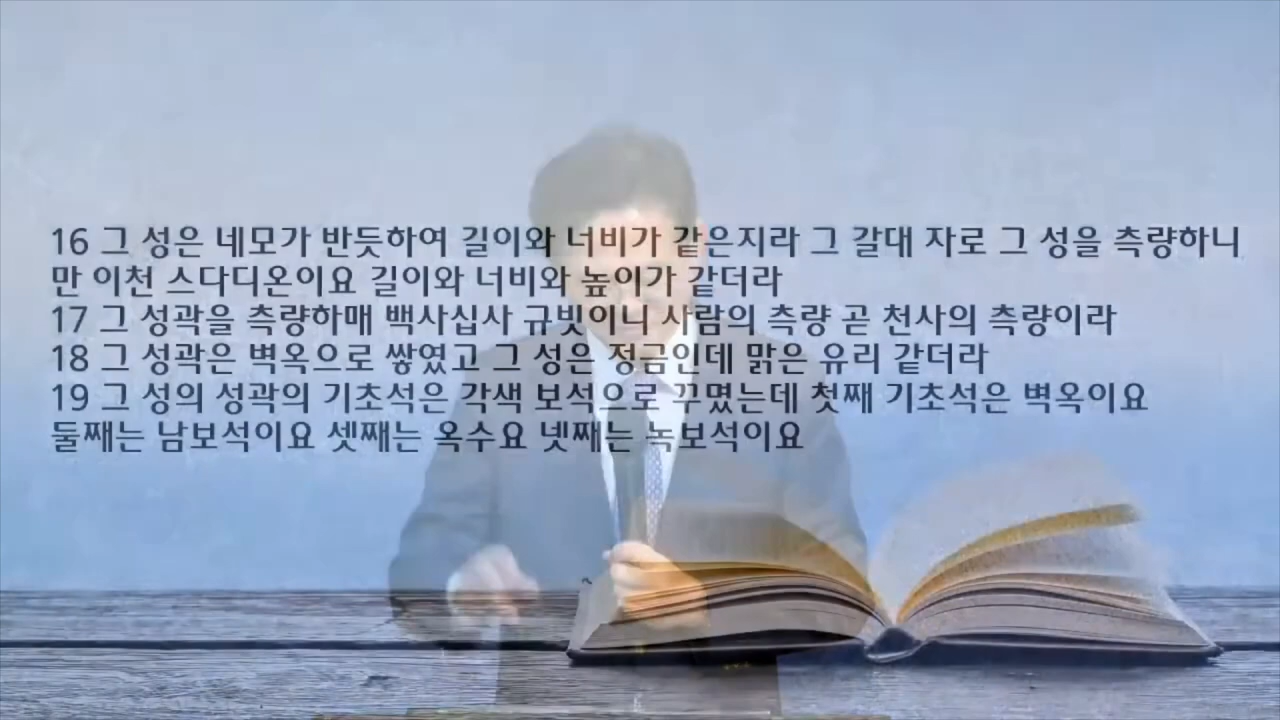 16 그 성은 네모가 반듯하여 길이와 너비가 같은지라 그 갈대 자로 그 성을 측량하니
만 이천 스다디온이요 길이와 너비와 높이가 같더라
17 그 성곽을 측량하매 백사십사 규빗이니 사람의 측량 곧 천사의 측량이라
18 그 성곽은 벽옥으로 쌓였고 그 성은 정금인데 맑은 유리 같더라
19 그 성의 성곽의 기초석은 각색 보석으로 꾸몄는데 첫째 기초석은 벽옥이요
둘째는 남보석이요 셋째는 옥수요 넷째는 녹보석이요